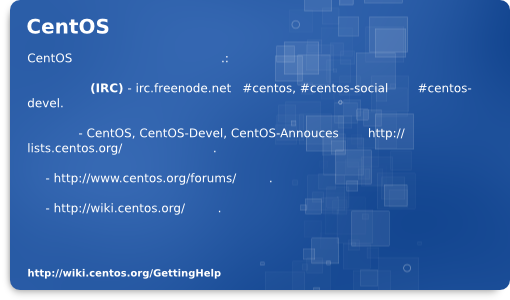 CentOS
CentOS .:
(IRC) - irc.freenode.net #centos, #centos-social #centos-
devel.
- CentOS, CentOS-Devel, CentOS-Annouces http://
lists.centos.org/ .
- http://www.centos.org/forums/ .
- http://wiki.centos.org/ .
http://wiki.centos.org/GettingHelp